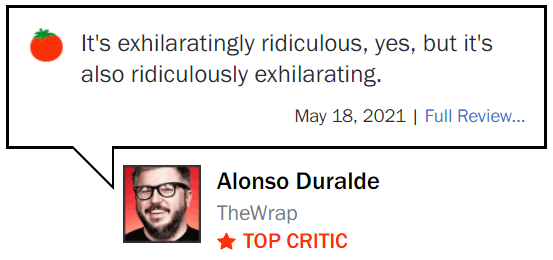 It's exhilaratingly ridiculous, yes, but it's
also ridiculously exhilarating.
May 18, 2021 | Full Review...
Alonso Duralde
TheWrap
TOP CRITIC